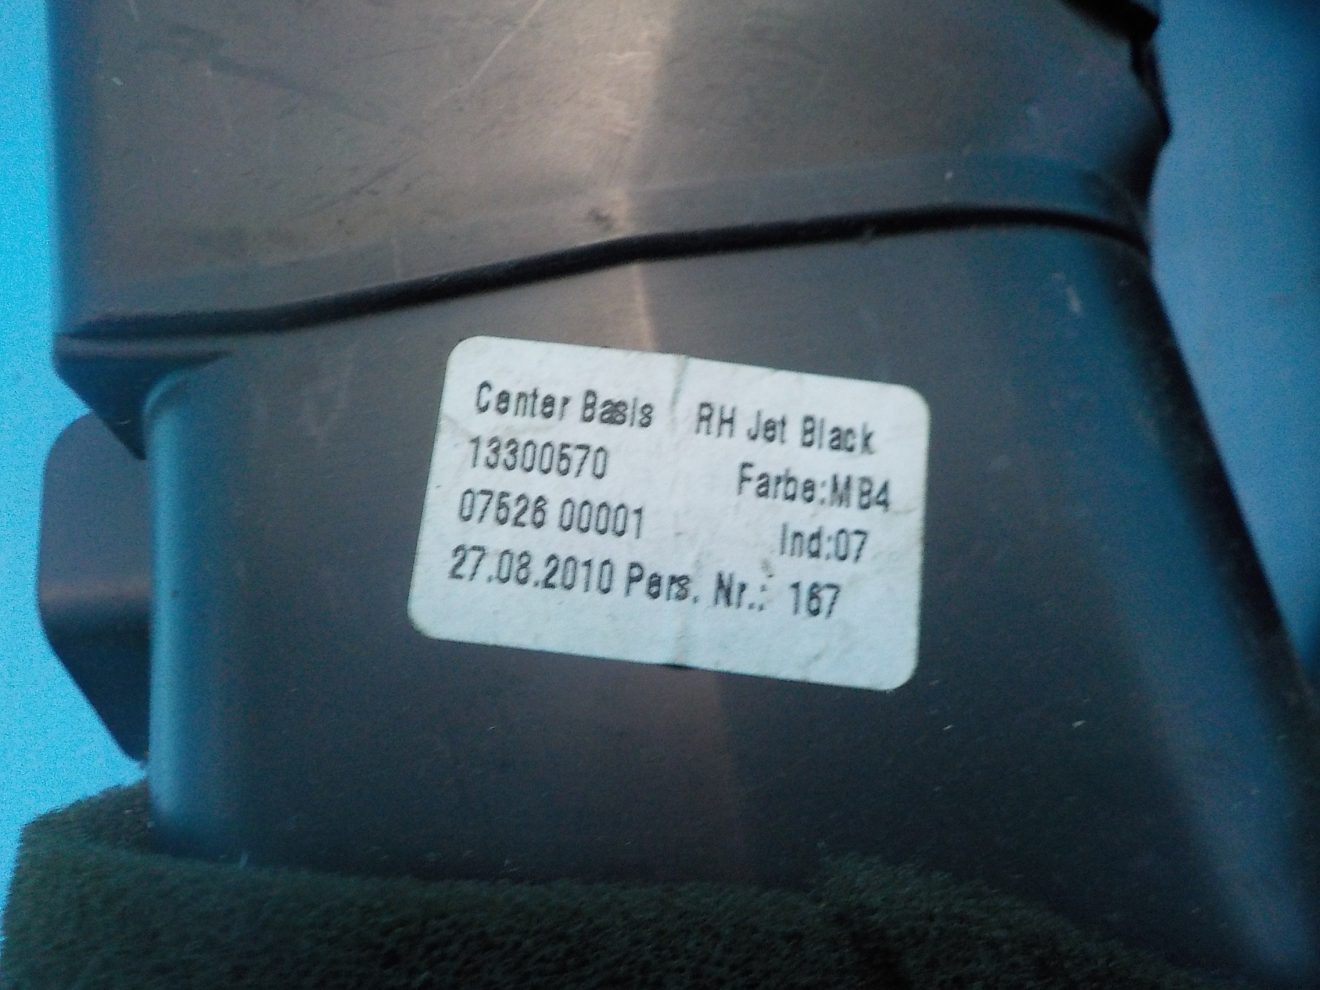 Center Basis RH Jet Black
13300570 Farbe:MB4
07526 00001 Ind:07
27.08.2010 Pers. Nr.: 167